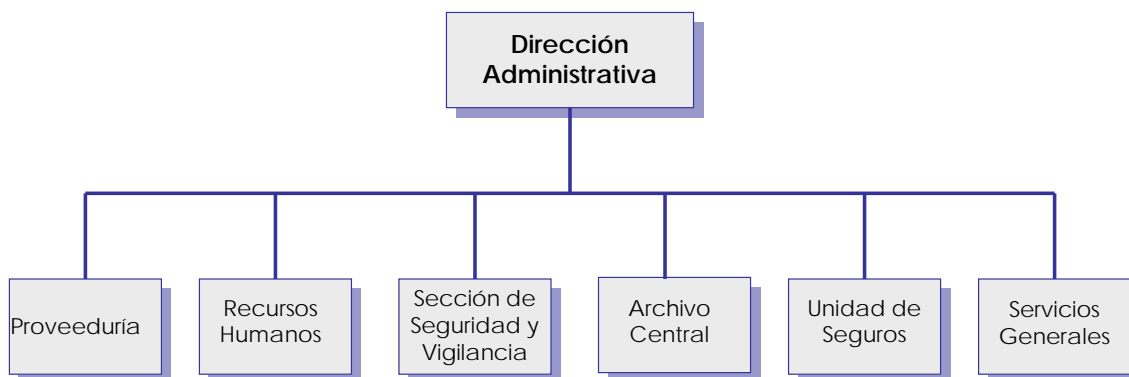 Dirección
Administrativa
Proveeduría
Recursos
Humanos
Sección de
Seguridad y
Vigilancia
Archivo
Central
Unidad de
Seguros
Servicios
Generales